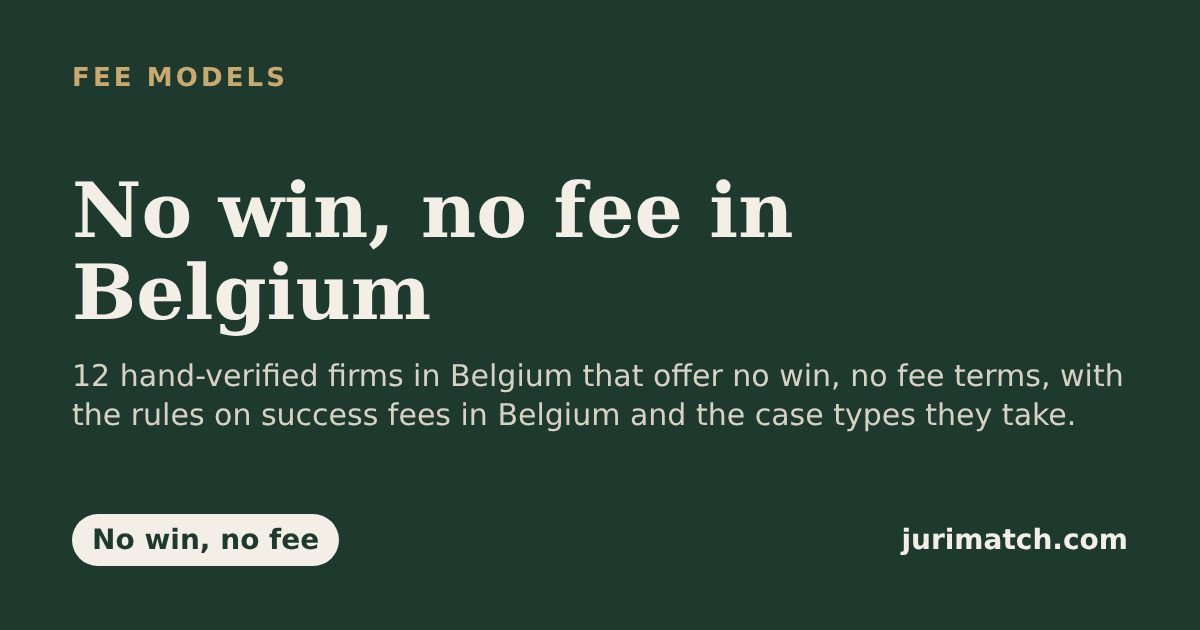 FEE MODELS
No win, no fee in
Belgium
12 hand-verified firms in Belgium that offer no win, no fee terms, with
the rules on success fees in Belgium and the case types they take.
No win, no fee
jurimatch.com